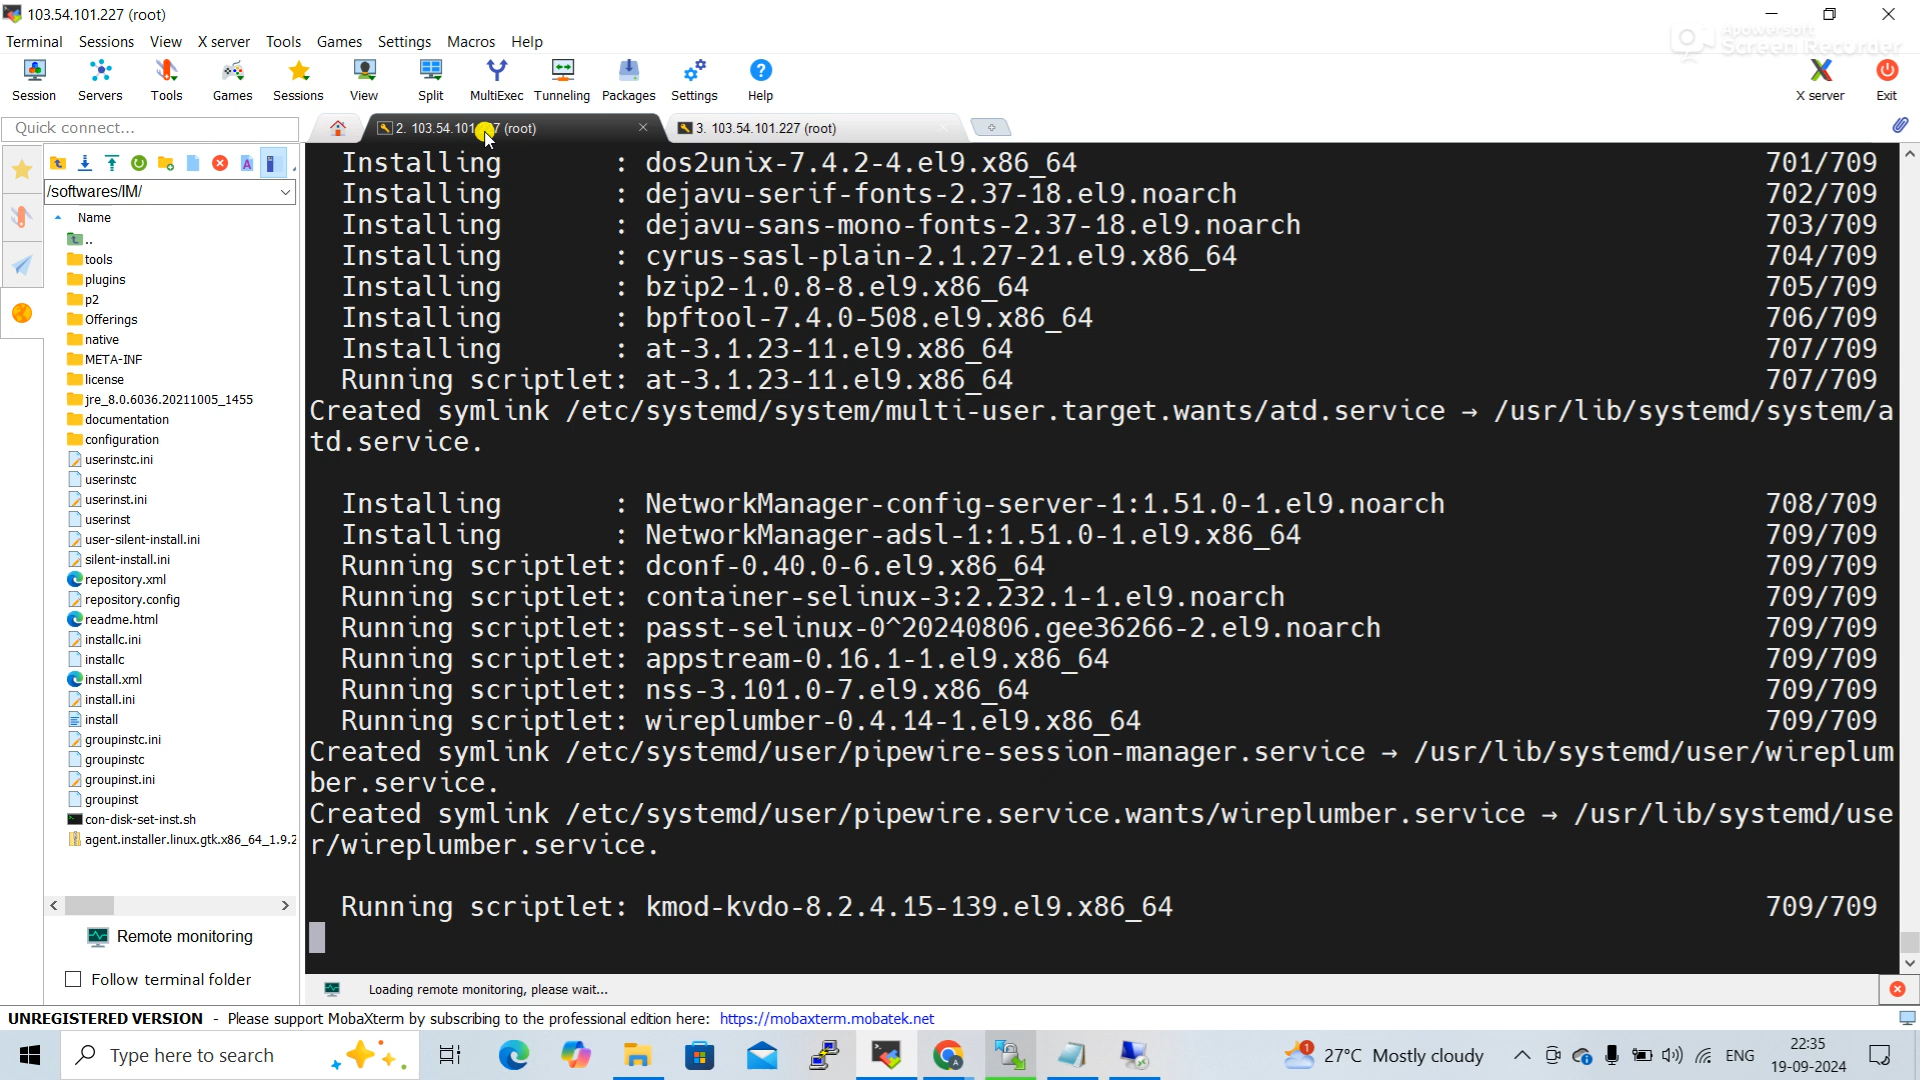 103.54.101.227 (root)
Apowersoft
Screen Recorder
Terminal Sessions View X server Tools Games Settings Macros Help
Session Servers Tools Games Sessions View Split MultiExec Tunneling Packages Settings Help X server Exit
Quick connect...
2. 103.54.101 7 (root)
3. 103.54.101.227 (root)
/softwares/IM/
Name
..
tools
plugins
p2
Offerings
native
META-INF
license
jre_8.0.6036.20211005_1455
documentation
configuration
userinstc.ini
userinstc
userinst.ini
userinst
user-silent-install.ini
silent-install.ini
repository.xml
repository.config
readme.html
installc.ini
installc
install.xml
install.ini
install
groupinstc.ini
groupinstc
groupinst.ini
groupinst
con-disk-set-inst.sh
agent.installer.linux.gtk.x86_64_1.9.2
Remote monitoring
Follow terminal folder
Installing : dos2unix-7.4.2-4.el9.x86_64 701/709
Installing : dejavu-serif-fonts-2.37-18.el9.noarch 702/709
Installing : dejavu-sans-mono-fonts-2.37-18.el9.noarch 703/709
Installing : cyrus-sasl-plain-2.1.27-21.el9.x86_64 704/709
Installing : bzip2-1.0.8-8.el9.x86_64 705/709
Installing : bpftool-7.4.0-508.el9.x86_64 706/709
Installing : at-3.1.23-11.el9.x86_64 707/709
Running scriptlet: at-3.1.23-11.el9.x86_64 707/709
Created symlink /etc/systemd/system/multi-user.target.wants/atd.service → /usr/lib/systemd/system/a
td.service.
Installing : NetworkManager-config-server-1:1.51.0-1.el9.noarch 708/709
Installing : NetworkManager-adsl-1:1.51.0-1.el9.x86_64 709/709
Running scriptlet: dconf-0.40.0-6.el9.x86_64 709/709
Running scriptlet: container-selinux-3:2.232.1-1.el9.noarch 709/709
Running scriptlet: passt-selinux-0^20240806.gee36266-2.el9.noarch 709/709
Running scriptlet: appstream-0.16.1-1.el9.x86_64 709/709
Running scriptlet: nss-3.101.0-7.el9.x86_64 709/709
Running scriptlet: wireplumber-0.4.14-1.el9.x86_64 709/709
Created symlink /etc/systemd/user/pipewire-session-manager.service → /usr/lib/systemd/user/wireplum
ber.service.
Created symlink /etc/systemd/user/pipewire.service.wants/wireplumber.service → /usr/lib/systemd/use
r/wireplumber.service.
Running scriptlet: kmod-kvdo-8.2.4.15-139.el9.x86_64 709/709
Loading remote monitoring, please wait...
UNREGISTERED VERSION - Please support MobaXterm by subscribing to the professional edition here: https://mobaxterm.mobatek.net
Type here to search
27°C Mostly cloudy
ENG
22:35
19-09-2024